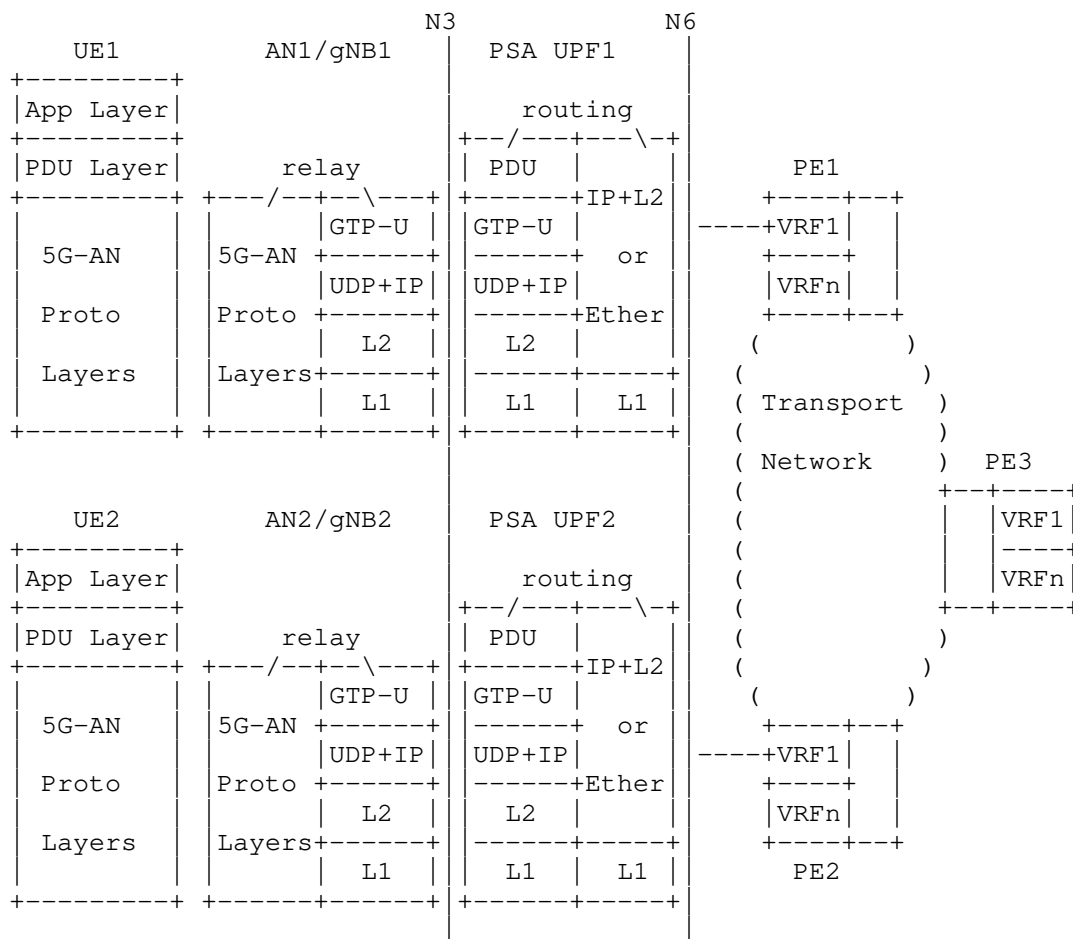 N3 N6
UE1 AN1/gNB1 PSA UPF1
App Layer routing
PDU Layer relay PDU PE1
IP+L2
GTP-U GTP-U VRF1
5G-AN 5G-AN or
UDP+IP UDP+IP VRFn
Proto Proto Ether
L2 L2
Layers Layers
L1 L1 L1 Transport
Network PE3
UE2 AN2/gNB2 PSA UPF2 VRF1
App Layer routing VRFn
PDU Layer relay PDU
IP+L2
GTP-U GTP-U
5G-AN 5G-AN or
UDP+IP UDP+IP VRF1
Proto Proto Ether
L2 L2 VRFn
Layers Layers
L1 L1 L1 PE2